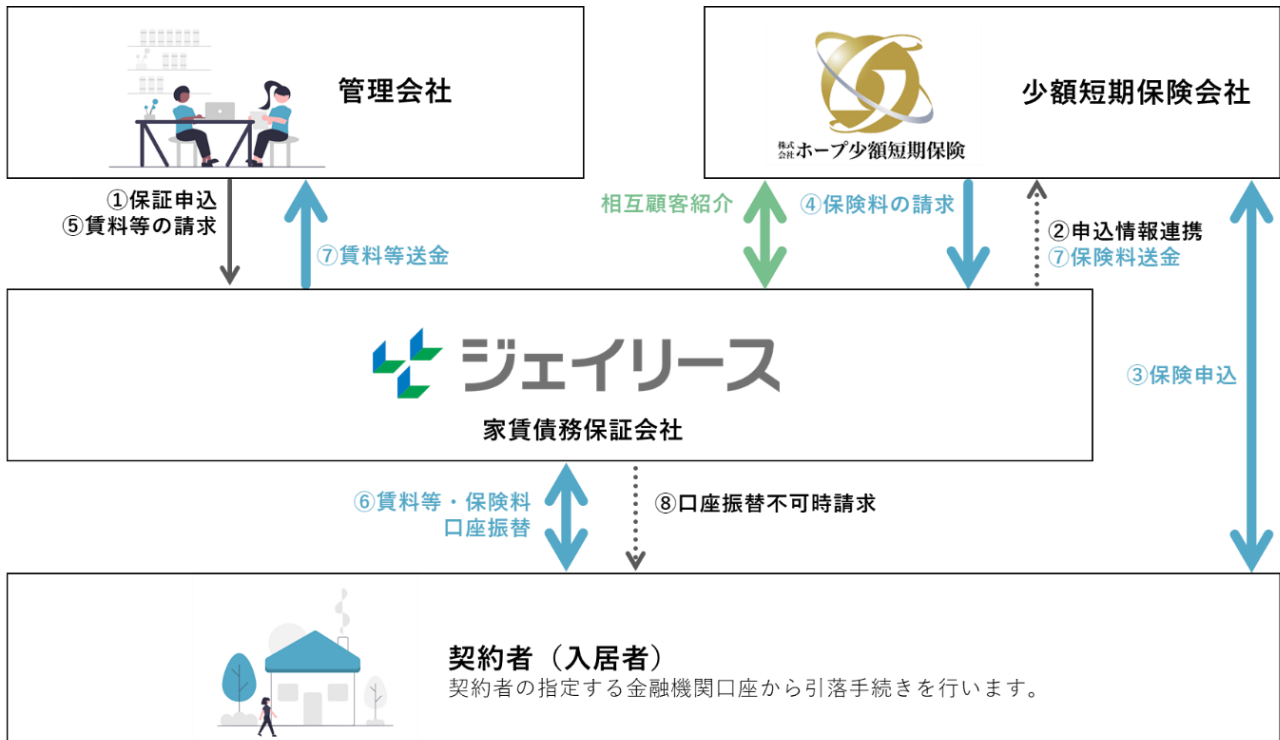 管理会社
株式会社ホープ少額短期保険
少額短期保険会社
①保証申込
⑤賃料等の請求
⑦賃料等送金
相互顧客紹介
④保険料の請求
②申込情報連携
⑦保険料送金
③保険申込
ジェイリース
家賃債務保証会社
⑥賃料等・保険料
口座振替
⑧口座振替不可時請求
契約者（入居者）
契約者の指定する金融機関口座から引落手続きを行います。